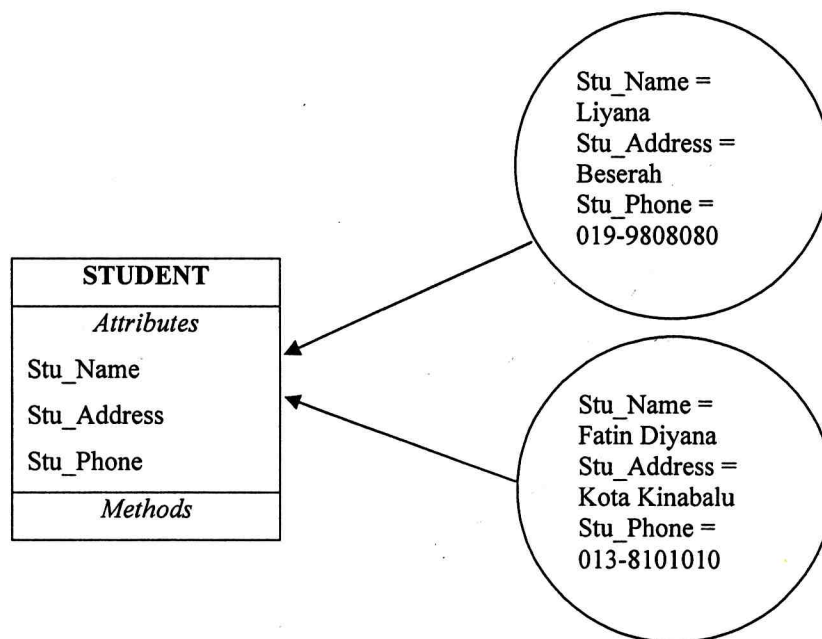 STUDENT
Attributes
Stu_Name
Stu_Address
Stu_Phone
Methods
Stu_Name =
Liyana
Stu_Address =
Beserah
Stu_Phone =
019-9808080
Stu_Name =
Fatin Diyana
Stu_Address =
Kota Kinabalu
Stu_Phone =
013-8101010